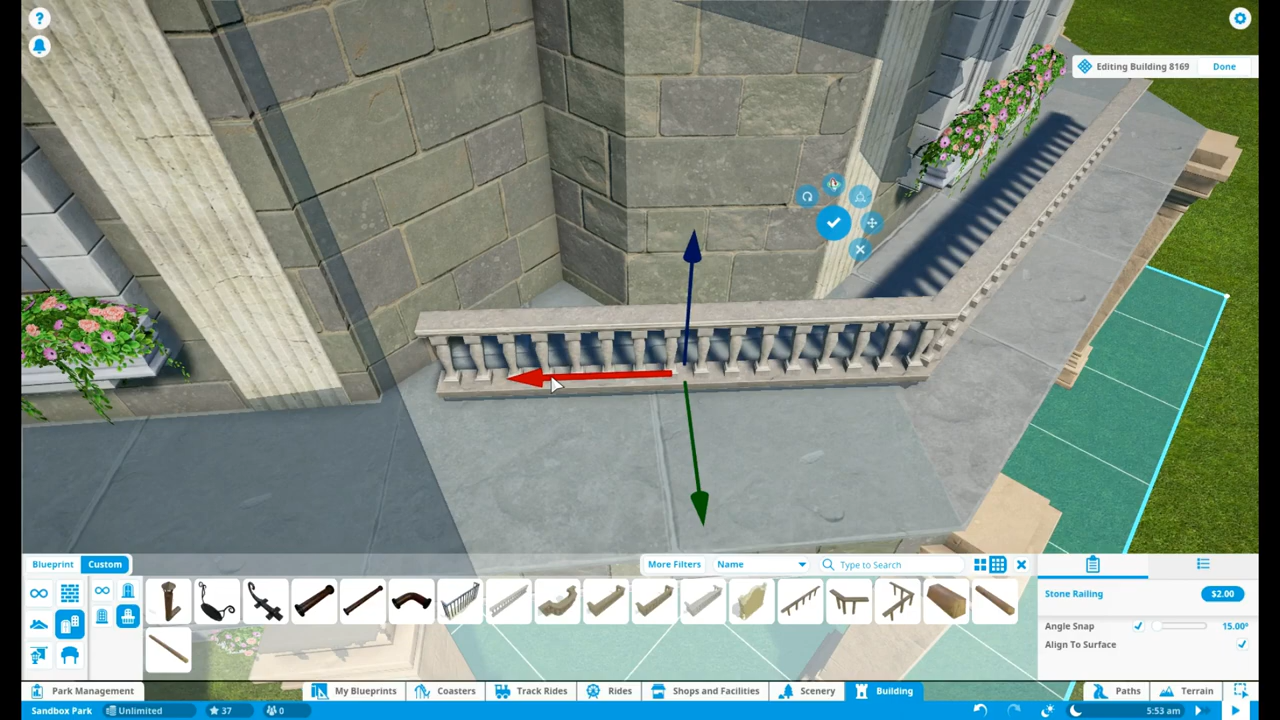 ?
Editing Building 8169 Done
Blueprint Custom More Filters Name Type to Search
Stone Railing $2.00
Angle Snap 15.00°
Align To Surface
Park Management My Blueprints Coasters Track Rides Rides Shops and Facilities Scenery Building Paths Terrain
Sandbox Park Unlimited 37 0 5:53 am